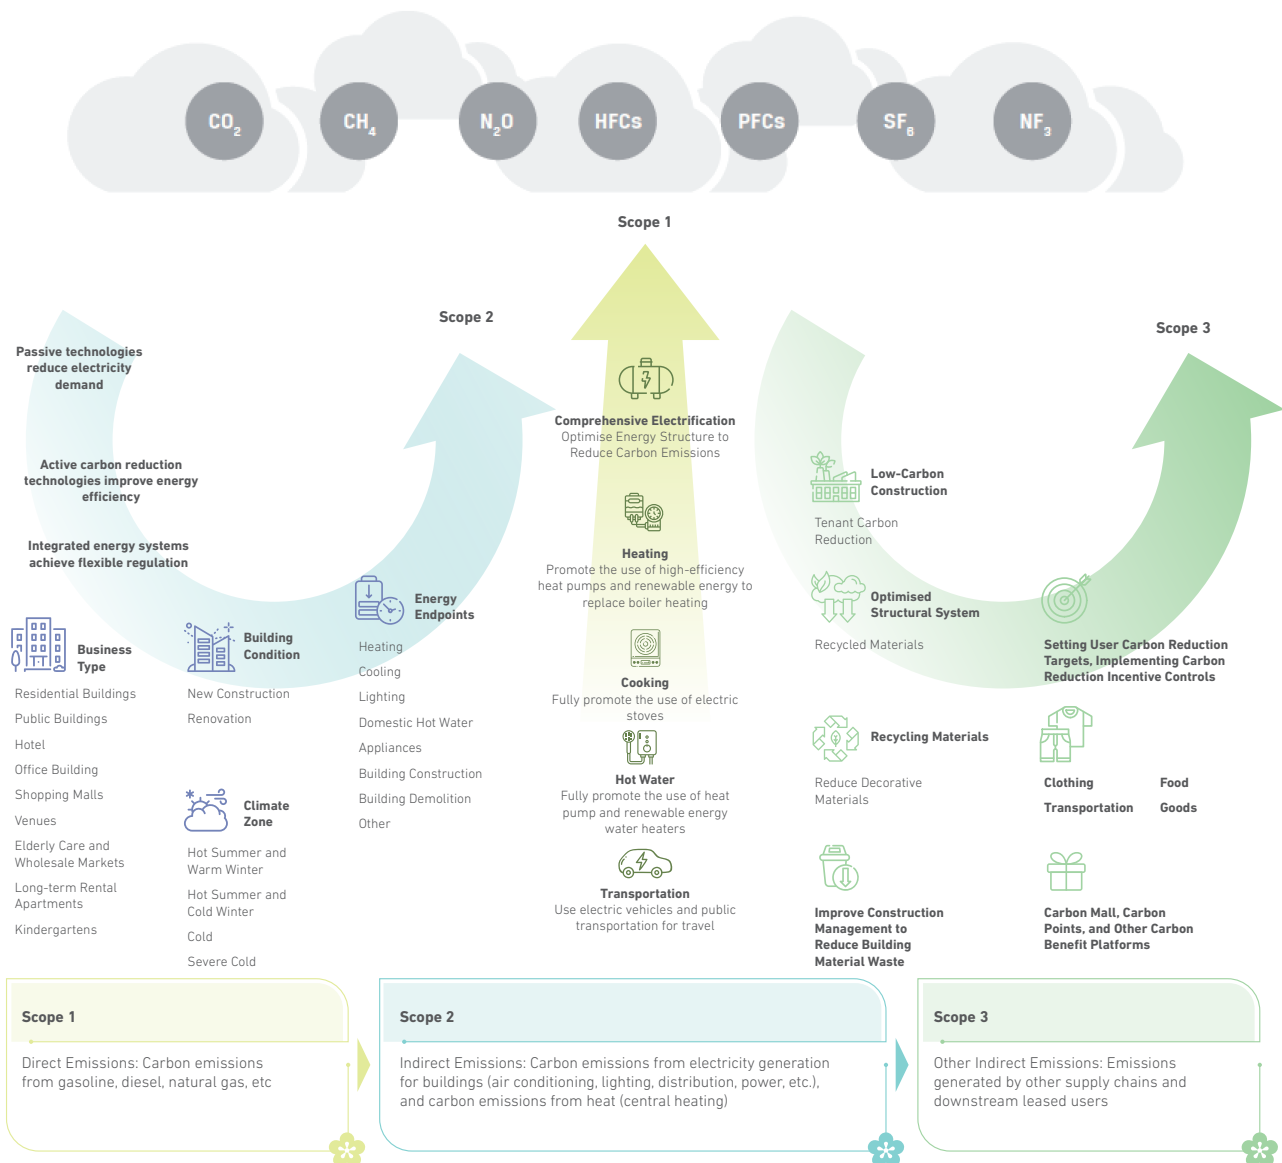 CO2
CH4
N2O
HFCs
PFCs
SF6
NF3
Scope 1
Scope 2
Scope 3
Passive technologies
reduce electricity
demand
Active carbon reduction
technologies improve energy
efficiency
Integrated energy systems
achieve flexible regulation
Business
Type
Residential Buildings
Public Buildings
Hotel
Office Building
Shopping Malls
Venues
Elderly Care and
Wholesale Markets
Long-term Rental
Apartments
Kindergartens
Building
Condition
New Construction
Renovation
Climate
Zone
Hot Summer and
Warm Winter
Hot Summer and
Cold Winter
Cold
Severe Cold
Energy
Endpoints
Heating
Cooling
Lighting
Domestic Hot Water
Appliances
Building Construction
Building Demolition
Other
Comprehensive Electrification
Optimise Energy Structure to
Reduce Carbon Emissions
Heating
Promote the use of high-efficiency
heat pumps and renewable energy to
replace boiler heating
Cooking
Fully promote the use of electric
stoves
Hot Water
Fully promote the use of heat
pump and renewable energy
water heaters
Transportation
Use electric vehicles and public
transportation for travel
Low-Carbon
Construction
Tenant Carbon
Reduction
Optimised
Structural System
Recycled Materials
Recycling Materials
Reduce Decorative
Materials
Improve Construction
Management to
Reduce Building
Material Waste
Setting User Carbon Reduction
Targets, Implementing Carbon
Reduction Incentive Controls
Clothing
Food
Transportation
Goods
Carbon Mall, Carbon
Points, and Other Carbon
Benefit Platforms
Scope 1
Direct Emissions: Carbon emissions
from gasoline, diesel, natural gas, etc
Scope 2
Indirect Emissions: Carbon emissions from electricity generation
for buildings (air conditioning, lighting, distribution, power, etc.),
and carbon emissions from heat (central heating)
Scope 3
Other Indirect Emissions: Emissions
generated by other supply chains and
downstream leased users